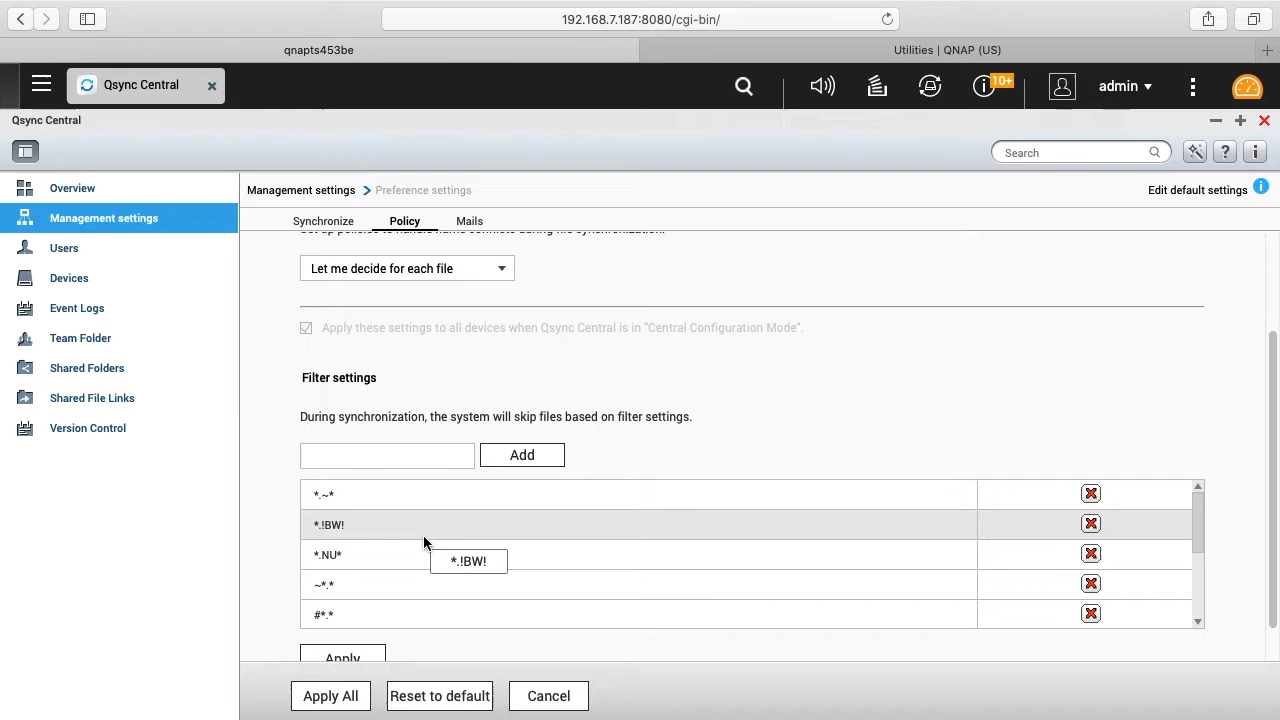 192.168.7.187:8080/cgi-bin/
qnapts453be
Utilities | QNAP (US)
Qsync Central
10+
admin
Qsync Central
Search
Overview
Management settings
Users
Devices
Event Logs
Team Folder
Shared Folders
Shared File Links
Version Control
Management settings
Preference settings
Edit default settings
Synchronize
Policy
Mails
Set up policies to handle name conflicts during file synchronization.
Let me decide for each file
Apply these settings to all devices when Qsync Central is in "Central Configuration Mode".
Filter settings
During synchronization, the system will skip files based on filter settings.
Add
*.~*
*.!BW!
*.NU*
*.!BW!
~*.*
#*.*
Apply
Apply All
Reset to default
Cancel